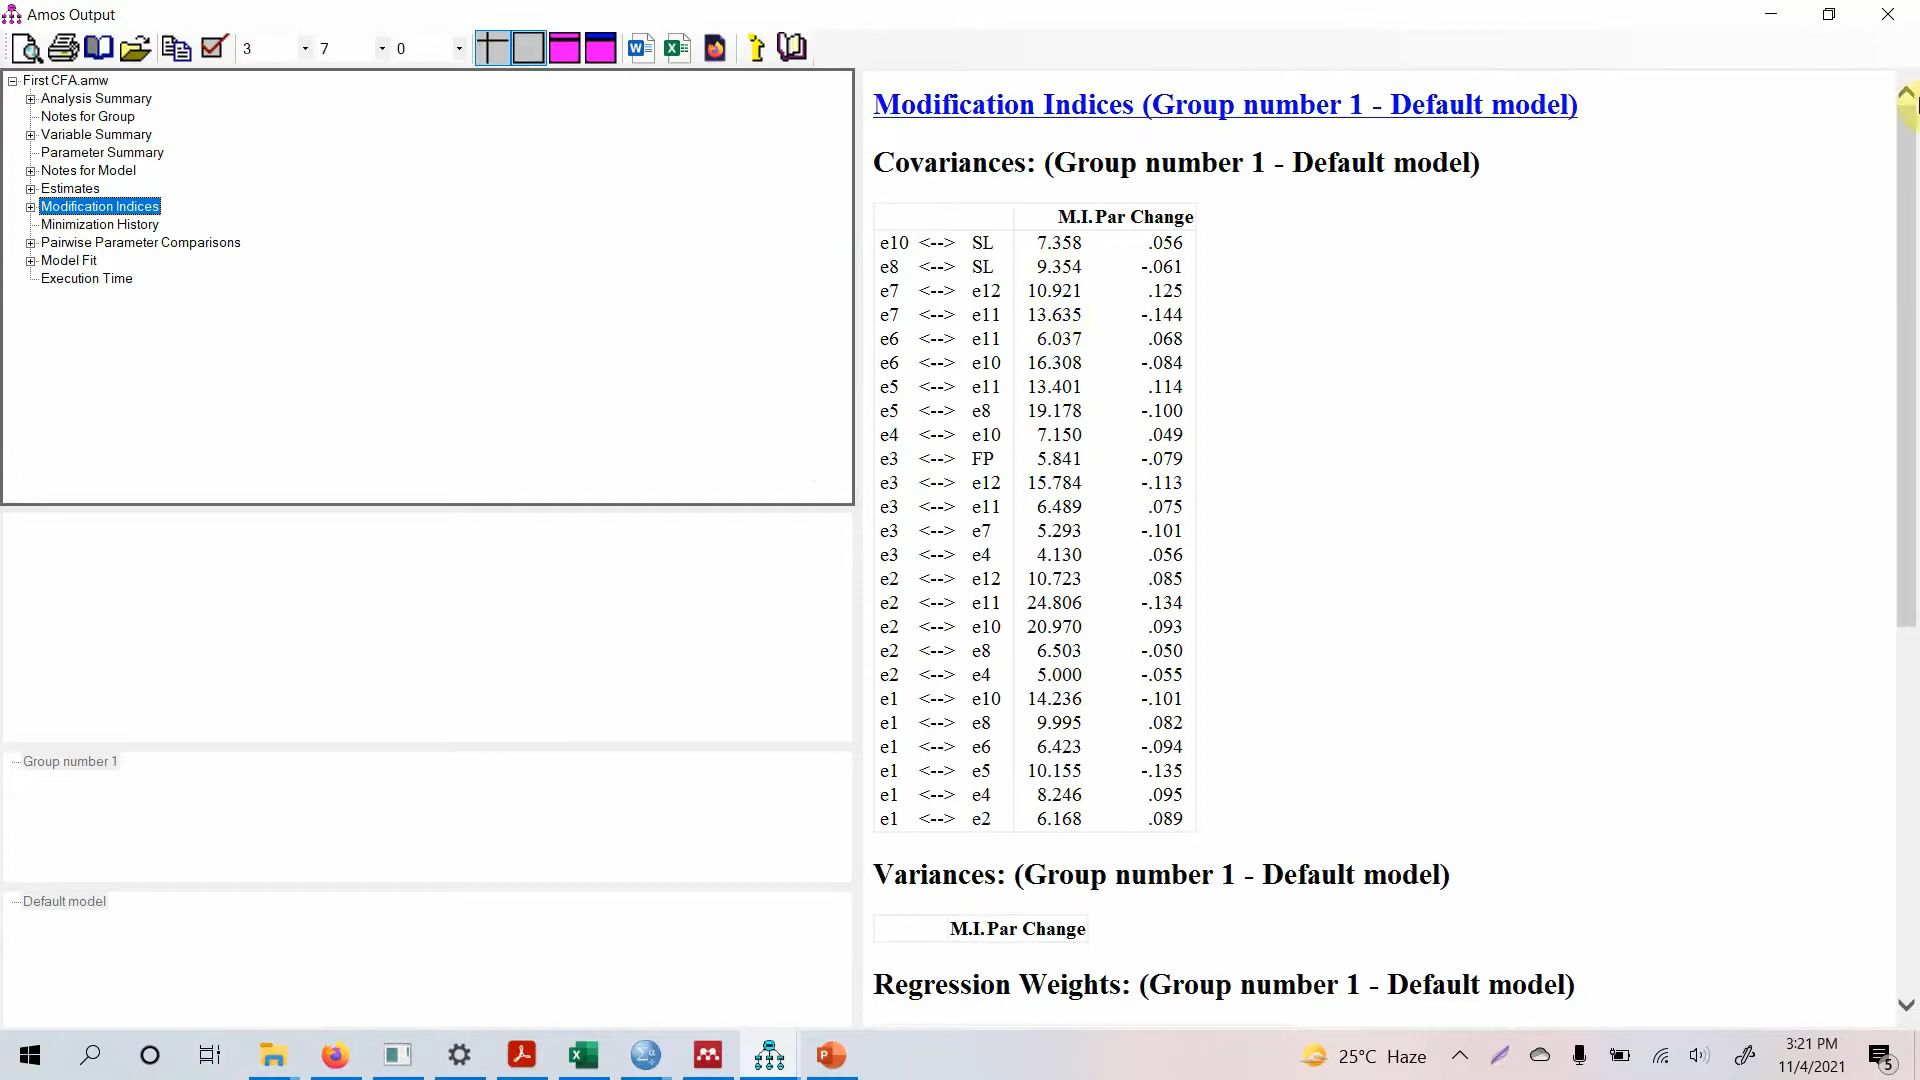 Amos Output
3 7 0
First CFA.amw
Analysis Summary
Notes for Group
Variable Summary
Parameter Summary
Notes for Model
Estimates
Modification Indices
Minimization History
Pairwise Parameter Comparisons
Model Fit
Execution Time
Group number 1
Default model
Modification Indices (Group number 1 - Default model)
Covariances: (Group number 1 - Default model)
M.I. Par Change
e10 <--> SL 7.358 .056
e8 <--> SL 9.354 -.061
e7 <--> e12 10.921 .125
e7 <--> e11 13.635 -.144
e6 <--> e11 6.037 .068
e6 <--> e10 16.308 -.084
e5 <--> e11 13.401 .114
e5 <--> e8 19.178 -.100
e4 <--> e10 7.150 .049
e3 <--> FP 5.841 -.079
e3 <--> e12 15.784 -.113
e3 <--> e11 6.489 .075
e3 <--> e7 5.293 -.101
e3 <--> e4 4.130 .056
e2 <--> e12 10.723 .085
e2 <--> e11 24.806 -.134
e2 <--> e10 20.970 .093
e2 <--> e8 6.503 -.050
e2 <--> e4 5.000 -.055
e1 <--> e10 14.236 -.101
e1 <--> e8 9.995 .082
e1 <--> e6 6.423 -.094
e1 <--> e5 10.155 -.135
e1 <--> e4 8.246 .095
e1 <--> e2 6.168 .089
Variances: (Group number 1 - Default model)
M.I. Par Change
Regression Weights: (Group number 1 - Default model)
25°C Haze
3:21 PM
11/4/2021
5